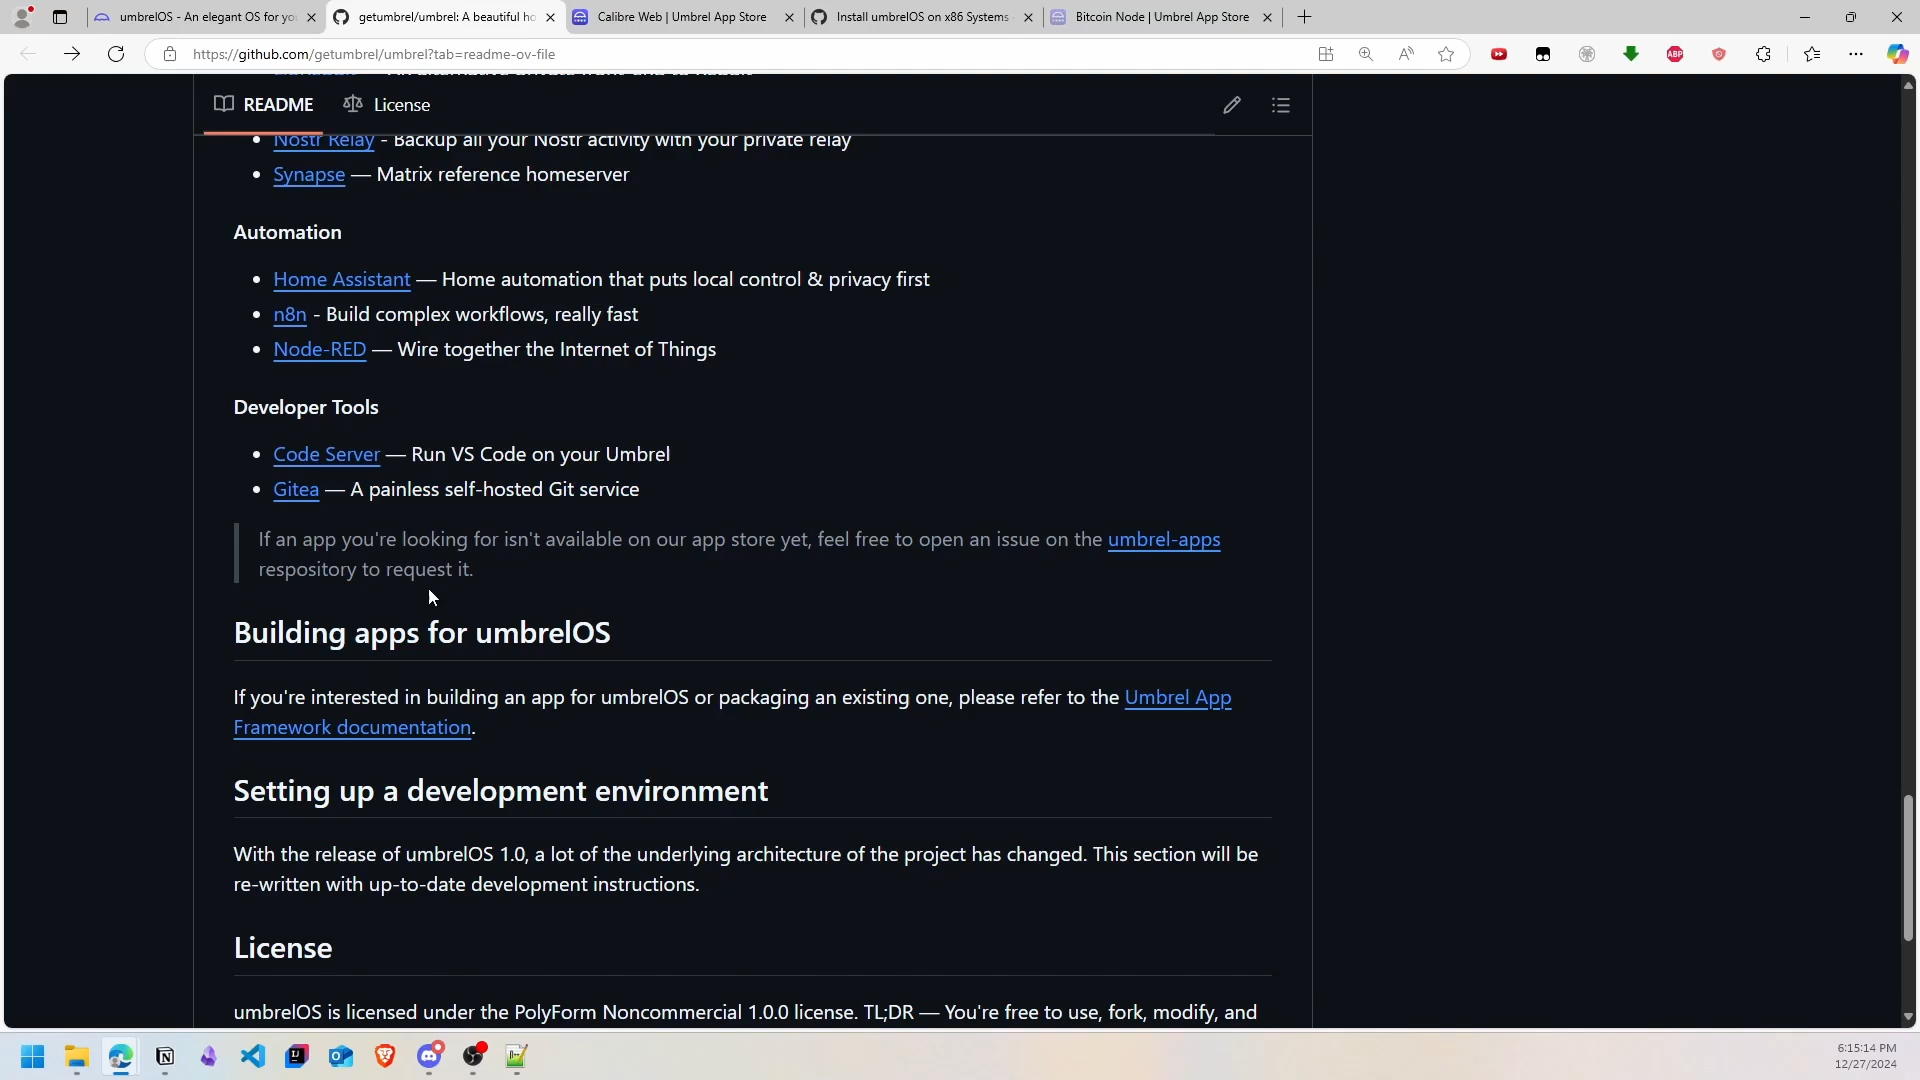 umbrelOS - An elegant OS for yo
getumbrel/umbrel: A beautiful ho
Calibre Web | Umbrel App Store
Install umbrelOS on x86 Systems
Bitcoin Node | Umbrel App Store
https://github.com/getumbrel/umbrel?tab=readme-ov-file
README
License
Nostr Relay - Backup all your Nostr activity with your private relay
Synapse — Matrix reference homeserver
Automation
Home Assistant — Home automation that puts local control & privacy first
n8n - Build complex workflows, really fast
Node-RED — Wire together the Internet of Things
Developer Tools
Code Server — Run VS Code on your Umbrel
Gitea — A painless self-hosted Git service
If an app you're looking for isn't available on our app store yet, feel free to open an issue on the umbrel-apps
respository to request it.
Building apps for umbrelOS
If you're interested in building an app for umbrelOS or packaging an existing one, please refer to the Umbrel App
Framework documentation.
Setting up a development environment
With the release of umbrelOS 1.0, a lot of the underlying architecture of the project has changed. This section will be
re-written with up-to-date development instructions.
License
umbrelOS is licensed under the PolyForm Noncommercial 1.0.0 license. TL;DR — You're free to use, fork, modify, and
6:15:14 PM
12/27/2024